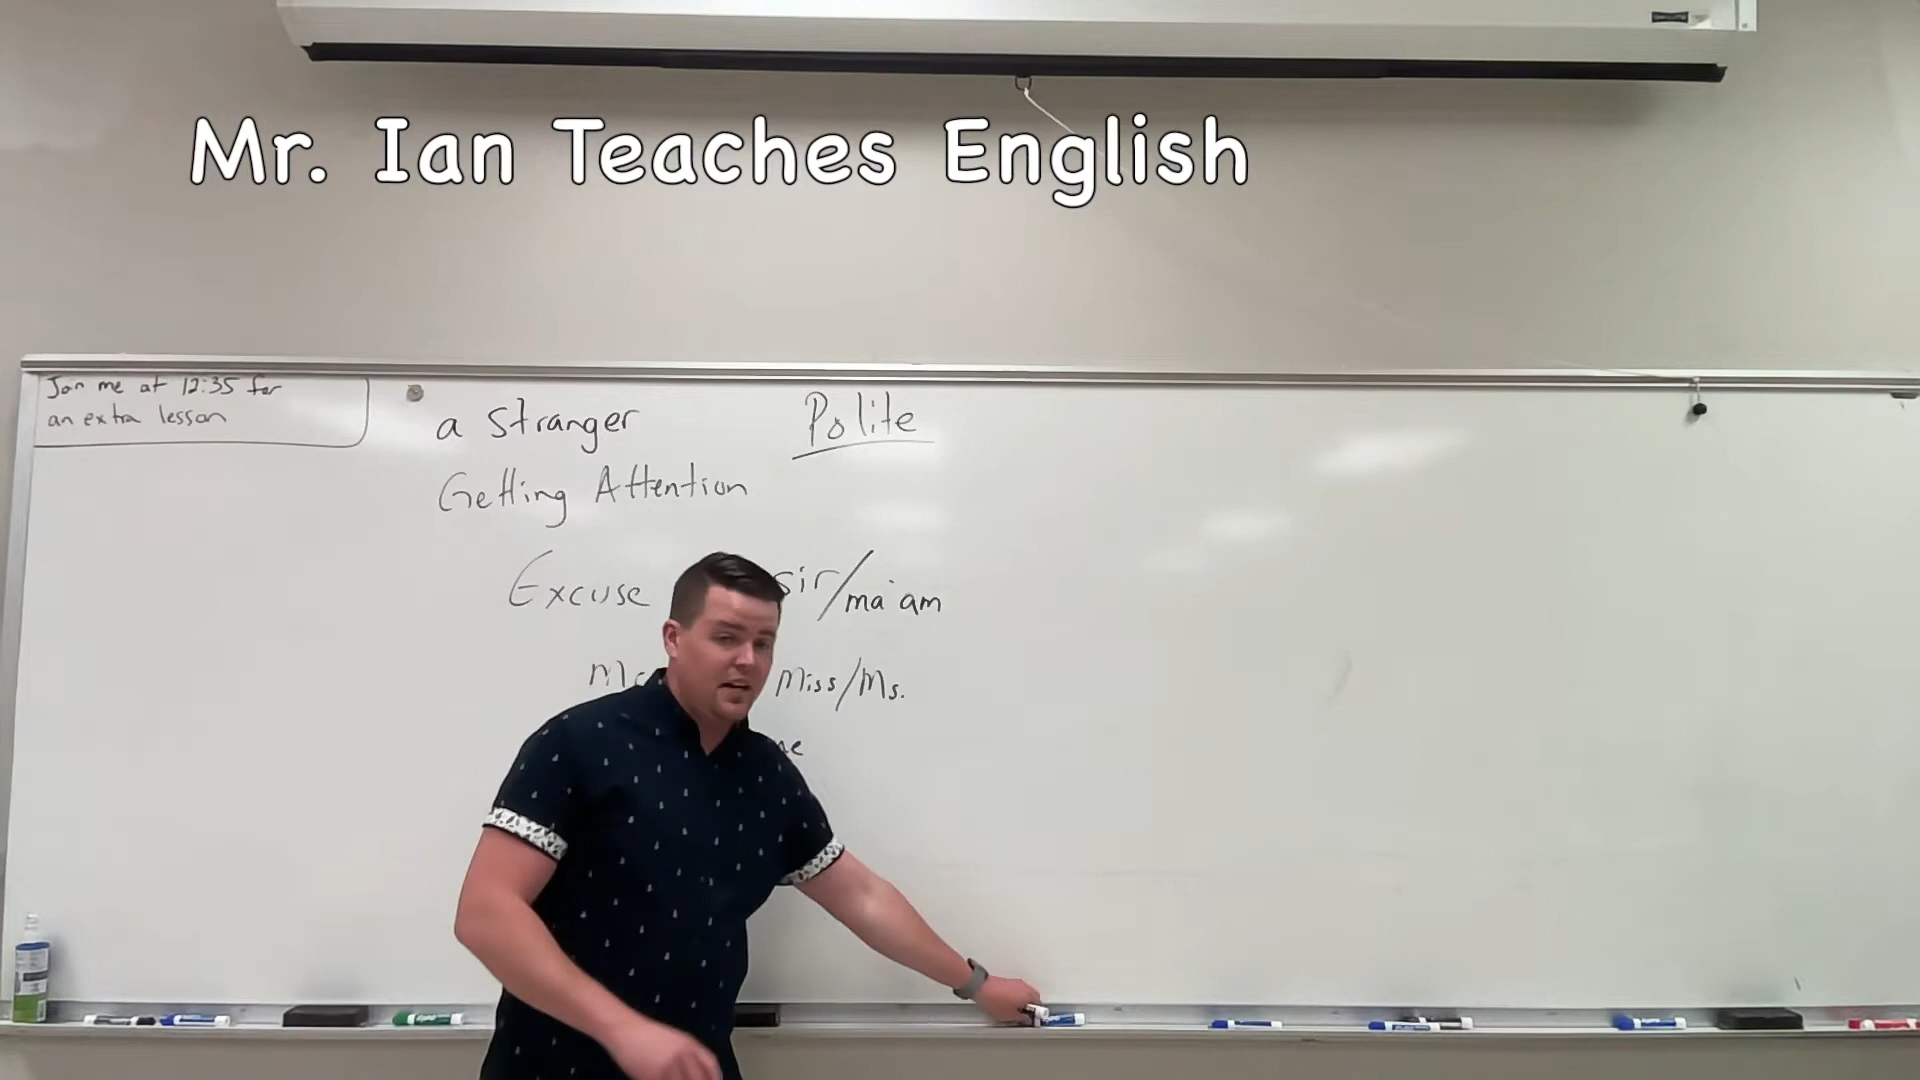 Mr. Ian Teaches English
Jon me at 12:35 for
an extra lesson
a stranger
Polite
Getting Attention
Excuse sir/ma'am
Miss/Ms.